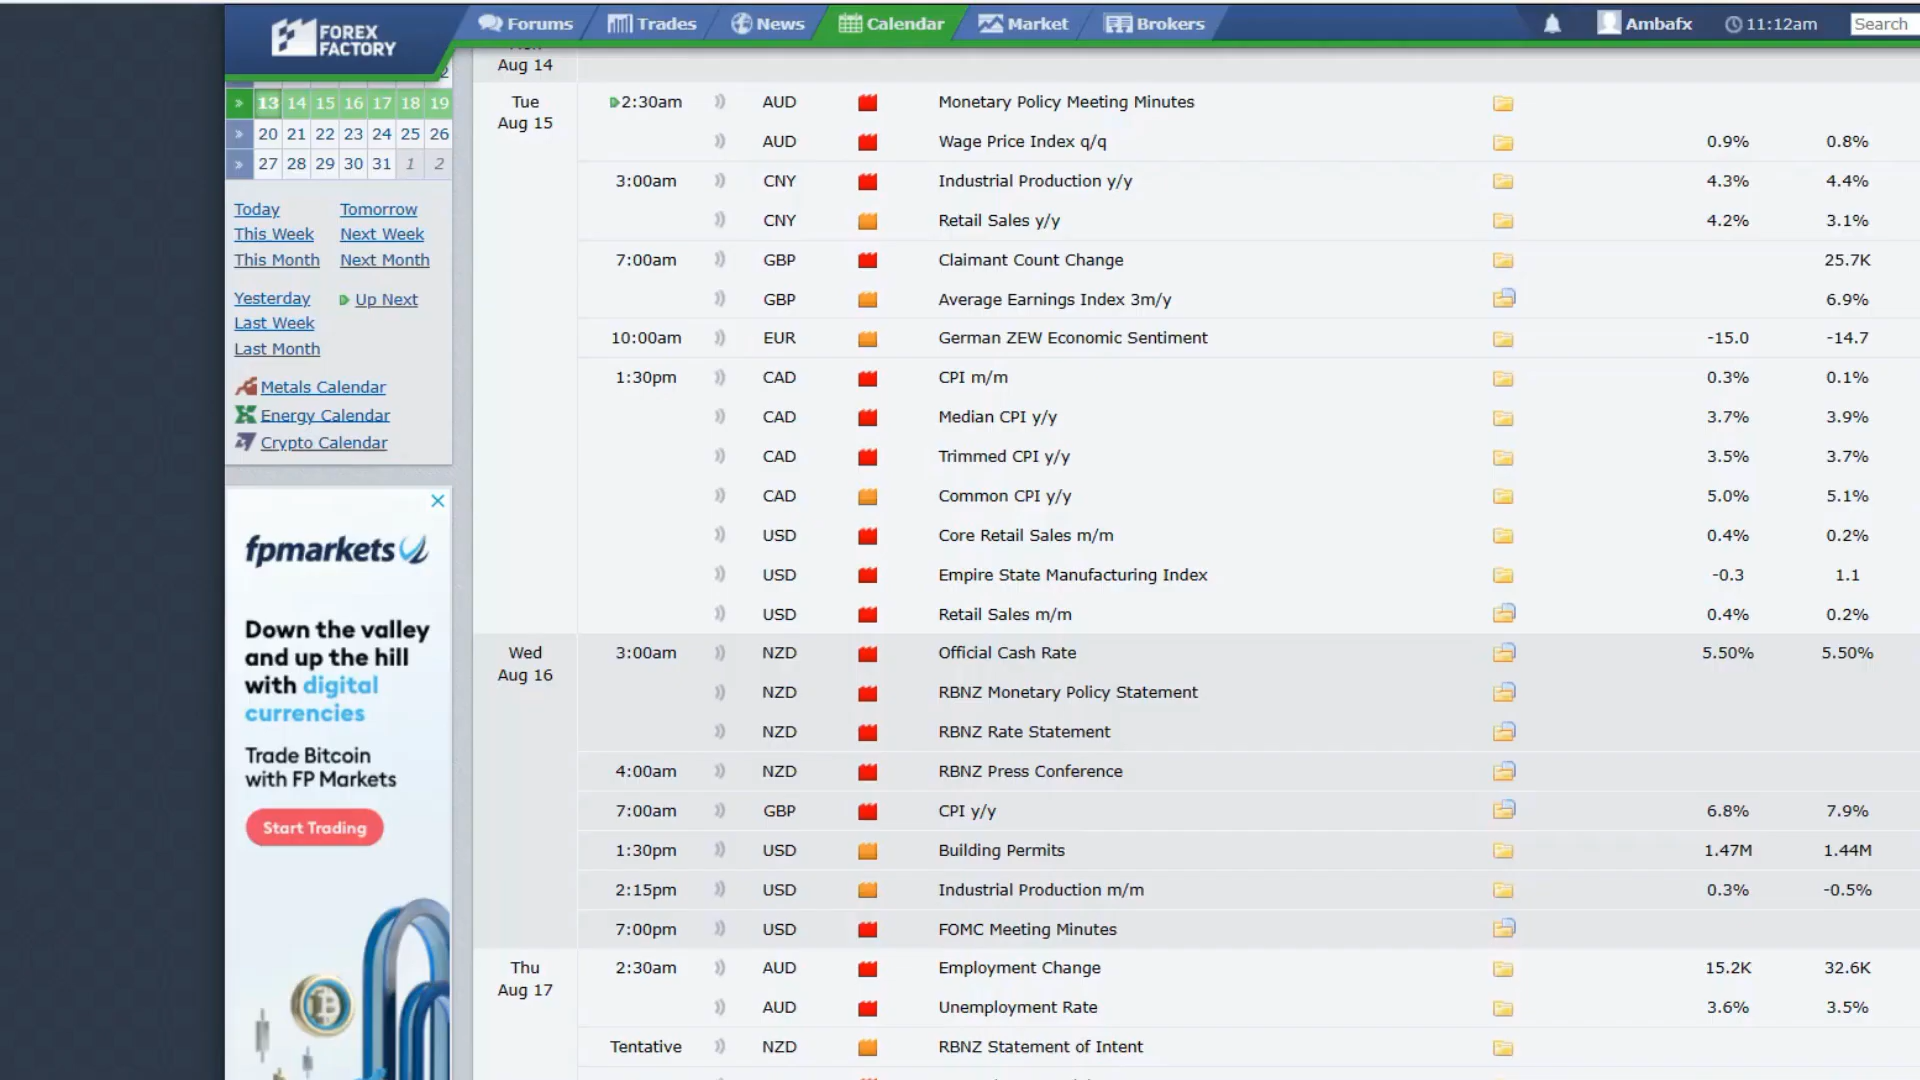 FOREX
FACTORY
Forums
Trades
News
Calendar
Market
Brokers
Ambafx
11:12am
Search
2
» 13 14 15 16 17 18 19
» 20 21 22 23 24 25 26
» 27 28 29 30 31 1 2
Today Tomorrow
This Week Next Week
This Month Next Month
Yesterday Up Next
Last Week
Last Month
Metals Calendar
Energy Calendar
Crypto Calendar
fpmarkets
Down the valley
and up the hill
with digital
currencies
Trade Bitcoin
with FP Markets
Start Trading
Aug 14
Tue
Aug 15
2:30am AUD Monetary Policy Meeting Minutes
AUD Wage Price Index q/q 0.9% 0.8%
3:00am CNY Industrial Production y/y 4.3% 4.4%
CNY Retail Sales y/y 4.2% 3.1%
7:00am GBP Claimant Count Change 25.7K
GBP Average Earnings Index 3m/y 6.9%
10:00am EUR German ZEW Economic Sentiment -15.0 -14.7
1:30pm CAD CPI m/m 0.3% 0.1%
CAD Median CPI y/y 3.7% 3.9%
CAD Trimmed CPI y/y 3.5% 3.7%
CAD Common CPI y/y 5.0% 5.1%
USD Core Retail Sales m/m 0.4% 0.2%
USD Empire State Manufacturing Index -0.3 1.1
USD Retail Sales m/m 0.4% 0.2%
Wed
Aug 16
3:00am NZD Official Cash Rate 5.50% 5.50%
NZD RBNZ Monetary Policy Statement
NZD RBNZ Rate Statement
4:00am NZD RBNZ Press Conference
7:00am GBP CPI y/y 6.8% 7.9%
1:30pm USD Building Permits 1.47M 1.44M
2:15pm USD Industrial Production m/m 0.3% -0.5%
7:00pm USD FOMC Meeting Minutes
Thu
Aug 17
2:30am AUD Employment Change 15.2K 32.6K
AUD Unemployment Rate 3.6% 3.5%
Tentative NZD RBNZ Statement of Intent